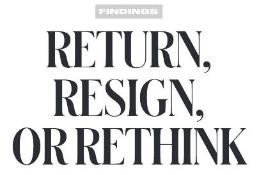 FINDINGS
RETURN,
RESIGN,
OR RETHINK